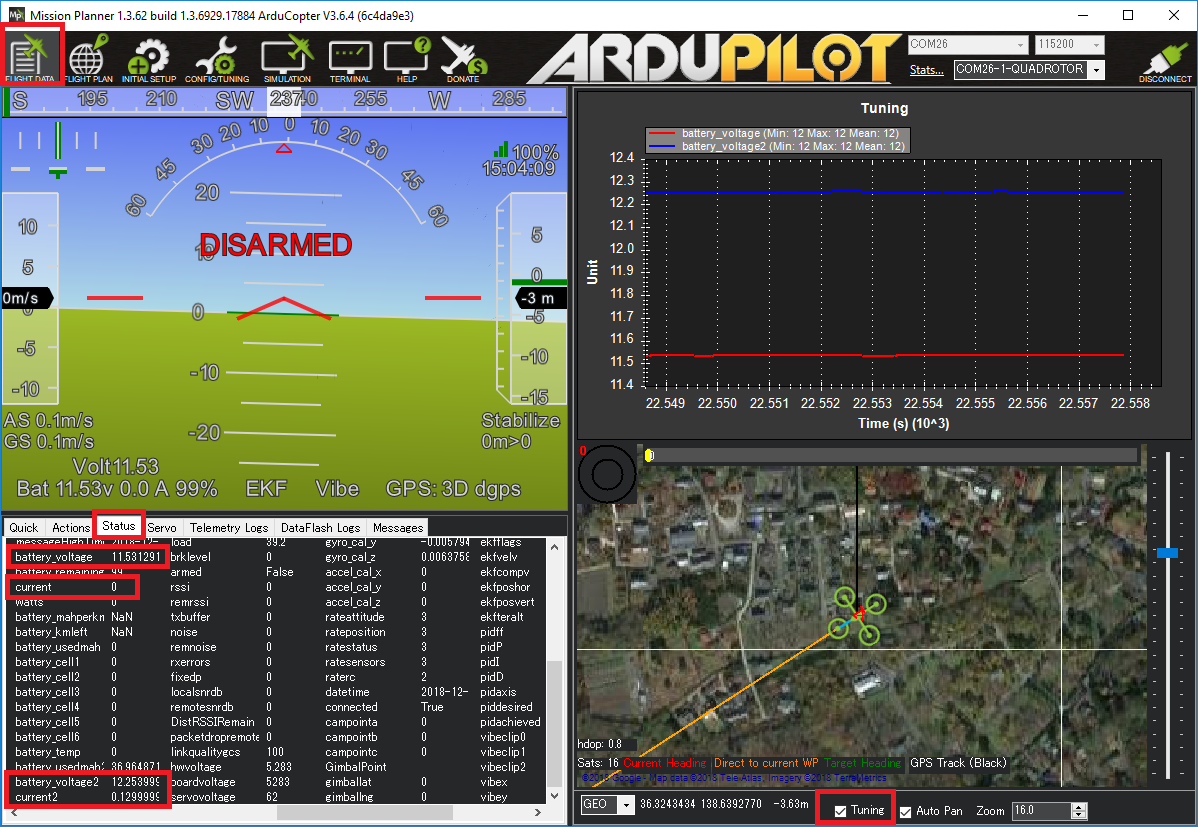 Mission Planner 1.3.62 build 1.3.6929.17884 ArduCopter V3.6.4 (6c4da9e3)
FLIGHT DATA FLIGHT PLAN INITIAL SETUP CONFIG/TUNING SIMULATION TERMINAL HELP DONATE
ARDUPILOT
COM26 115200
Stats... COM26-1-QUADROTOR
DISCONNECT
S 195 210 SW 237 40 255 W 285
60 45 30 20 10 0 10 20 30 45 60
100%
15:04:09
20
DISARMED
10
10
5
0m/s
0
-5
-10
5
0
-3 m
-5
-10
-15
0
-10
-20
AS 0.1m/s
GS 0.1m/s
Stabilize
0m>0
Volt11.53
Bat 11.53v 0.0 A 99% EKF Vibe GPS: 3D dgps
Tuning
battery_voltage (Min: 12 Max: 12 Mean: 12)
battery_voltage2 (Min: 12 Max: 12 Mean: 12)
12.4
12.3
12.2
12.1
12.0
11.9
11.8
11.7
11.6
11.5
11.4
Unit
22.549 22.550 22.551 22.552 22.553 22.554 22.555 22.556 22.557 22.558
Time (s) (10^3)
Quick Actions Status Servo Telemetry Logs DataFlash Logs Messages
load 39.2 gyro_cal_y -0.005794 ekfflags
battery_voltage 11.531291 brklevel 0 gyro_cal_z 0.0063758 ekfvelv
battery_remaining 99 armed False accel_cal_x 0 ekfcompv
current 0 rssi 0 accel_cal_y 0 ekfposhor
watts 0 remrssi 0 accel_cal_z 0 ekfposvert
battery_mahperkn NaN txbuffer 0 rateattitude 3 ekfteralt
battery_kmleft NaN noise 0 rateposition 3 pidff
battery_usedmah 0 remnoise 0 ratestatus 3 pidP
battery_cell1 0 rxerrors 0 ratesensors 3 pidI
battery_cell2 0 fixedp 0 raterc 2 pidD
battery_cell3 0 localsnrdb 0 datetime 2018-12- pidaxis
battery_cell4 0 remotesnrdb 0 connected True piddesired
battery_cell5 0 DistRSSIRemain 0 campointa 0 pidachieved
battery_cell6 0 packetdropremote 0 campointb 0 vibeclip0
battery_temp 0 linkqualitygcs 100 campointc 0 vibeclip1
battery_usedmah2 36.964871 hwvoltage 5.283 GimbalPoint vibeclip2
battery_voltage2 12.253999 boardvoltage 5283 gimballat 0 vibex
current2 0.1299999 servovoltage 62 gimballng 0 vibey
0
hdop: 0.8
Sats: 16 Current Heading Direct to current WP Target Heading GPS Track (Black)
©2018 Google - Map data ©2018 Tele Atlas, Imagery ©2018 TerraMetrics
GEO 36.3243434 138.6392770 -3.63m Tuning Auto Pan Zoom 16.0